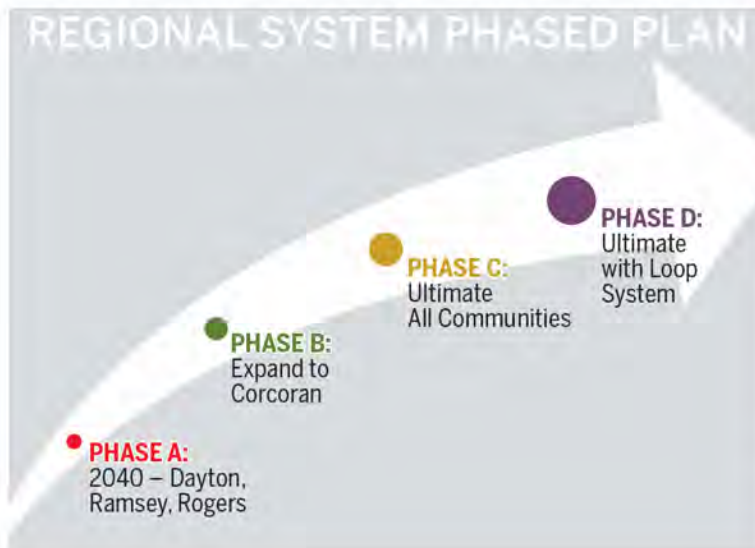 REGIONAL SYSTEM PHASED PLAN
PHASE D:
Ultimate
with Loop
System
PHASE C:
Ultimate
All Communities
PHASE B:
Expand to
Corcoran
PHASE A:
2040 – Dayton,
Ramsey, Rogers